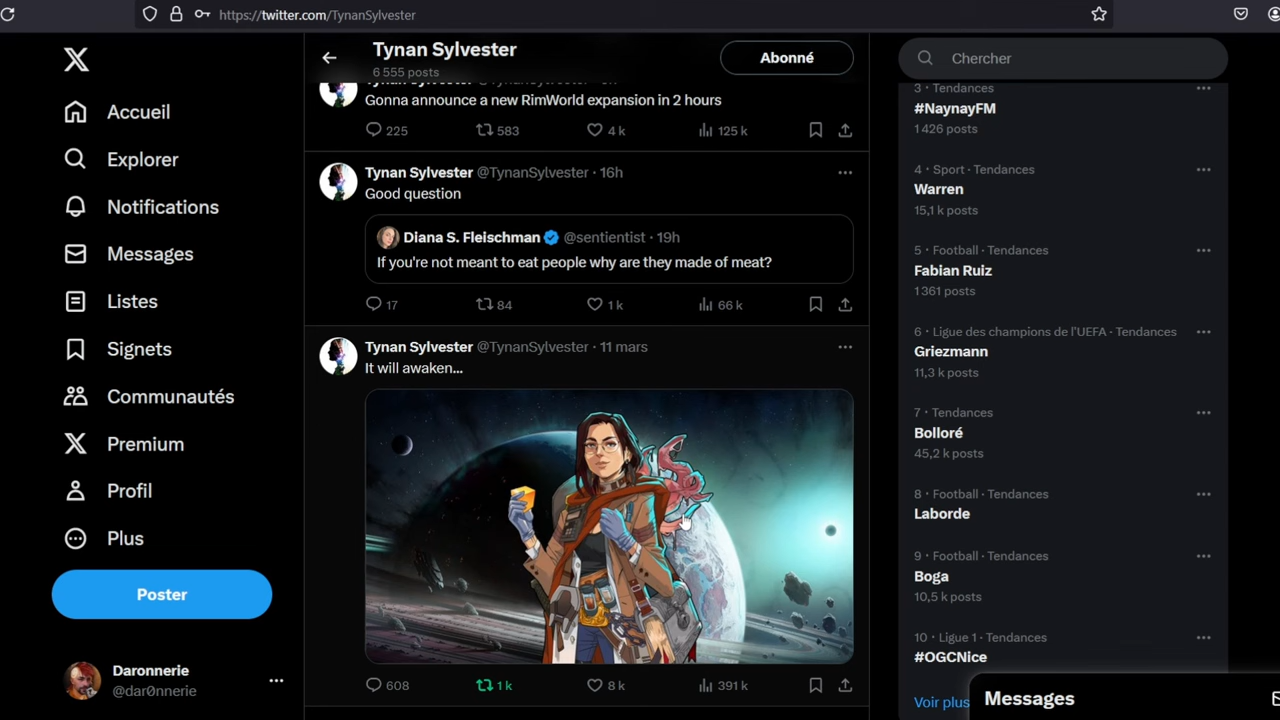 https://twitter.com/TynanSylvester
Accueil
Explorer
Notifications
Messages
Listes
Signets
Communautés
Premium
Profil
Plus
Poster
Daronnerie
@dar0nnerie
Tynan Sylvester
6 555 posts
Abonné
Gonna announce a new RimWorld expansion in 2 hours
225 583 4 k 125 k
Tynan Sylvester @TynanSylvester · 16h
Good question
Diana S. Fleischman @sentientist · 19h
If you're not meant to eat people why are they made of meat?
17 84 1 k 66 k
Tynan Sylvester @TynanSylvester · 11 mars
It will awaken...
608 1 k 8 k 391 k
Chercher
3 · Tendances
#NaynayFM
1 426 posts
4 · Sport · Tendances
Warren
15,1 k posts
5 · Football · Tendances
Fabian Ruiz
1 361 posts
6 · Ligue des champions de l'UEFA · Tendances
Griezmann
11,3 k posts
7 · Tendances
Bolloré
45,2 k posts
8 · Football · Tendances
Laborde
9 · Football · Tendances
Boga
10,5 k posts
10 · Ligue 1 · Tendances
#OGCNice
Voir plus
Messages